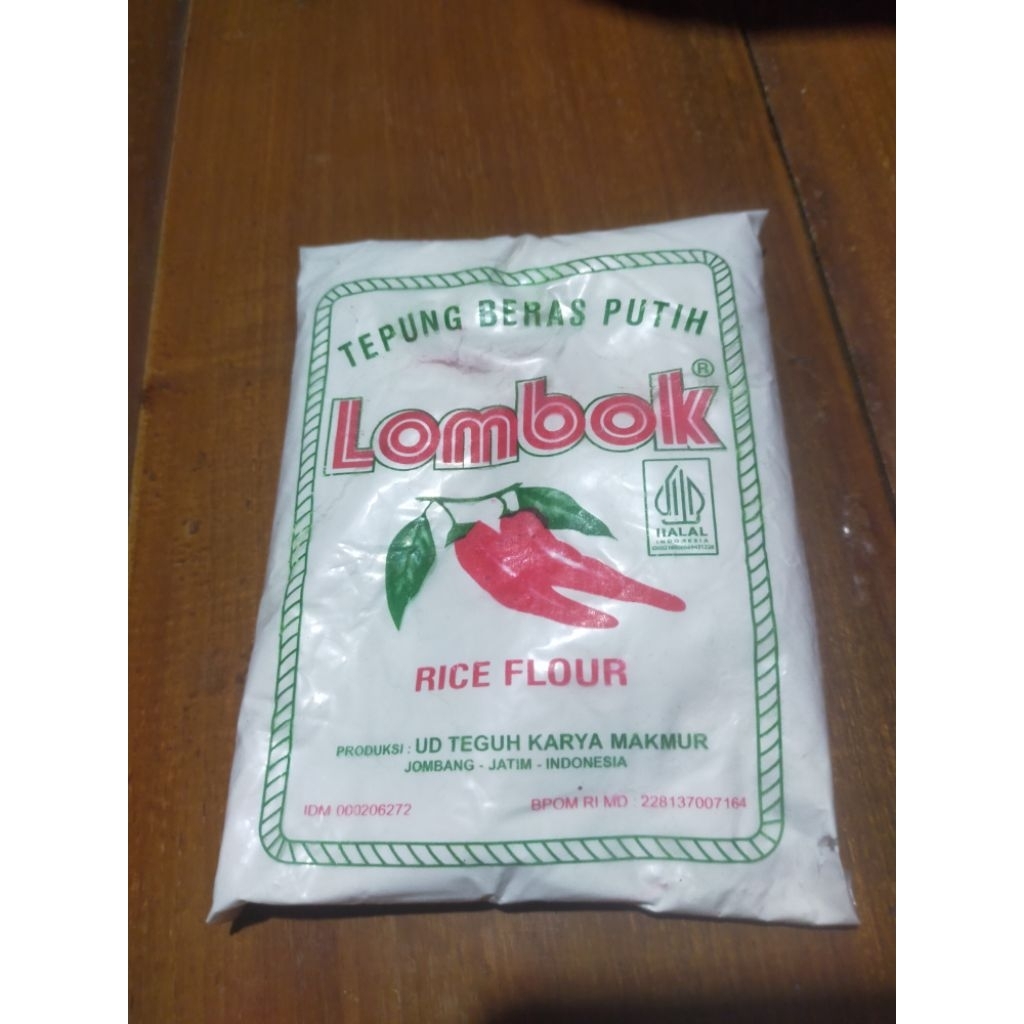 TEPUNG BERAS PUTIH
Lombok ®
HALAL
INDONESIA
RICE FLOUR
PRODUKSI : UD TEGUH KARYA MAKMUR
JOMBANG - JATIM - INDONESIA
IDM 000206272
BPOM RI MD : 228137007164